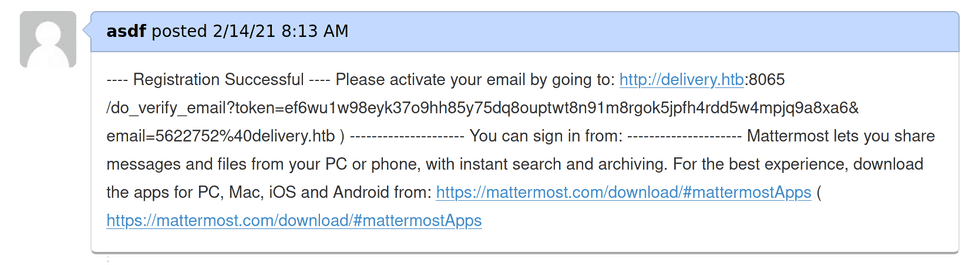 asdf posted 2/14/21 8:13 AM
---- Registration Successful ---- Please activate your email by going to: http://delivery.htb:8065
/do_verify_email?token=ef6wu1w98eyk37o9hh85y75dq8ouptwt8n91m8rgok5jpfh4rdd5w4mpjq9a8xa6&
email=5622752%40delivery.htb ) --------------------- You can sign in from: --------------------- Mattermost lets you share
messages and files from your PC or phone, with instant search and archiving. For the best experience, download
the apps for PC, Mac, iOS and Android from: https://mattermost.com/download/#mattermostApps (
https://mattermost.com/download/#mattermostApps